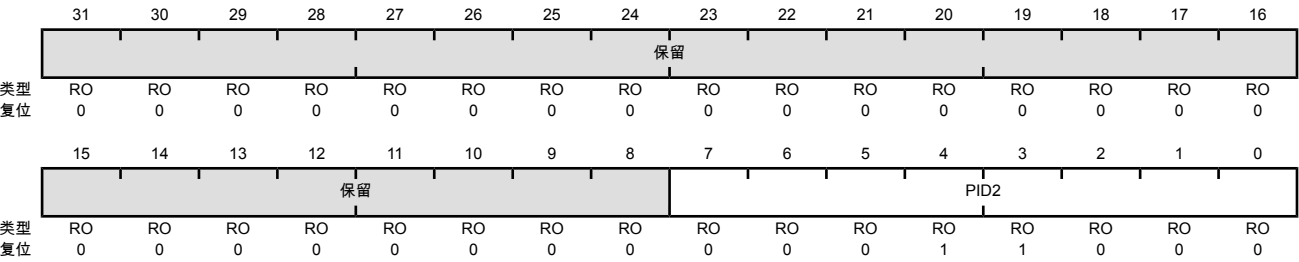 31 30 29 28 27 26 25 24 23 22 21 20 19 18 17 16
保留
类型 RO RO RO RO RO RO RO RO RO RO RO RO RO RO RO RO
复位 0 0 0 0 0 0 0 0 0 0 0 0 0 0 0 0
15 14 13 12 11 10 9 8 7 6 5 4 3 2 1 0
保留 PID2
类型 RO RO RO RO RO RO RO RO RO RO RO RO RO RO RO RO
复位 0 0 0 0 0 0 0 0 0 0 0 1 1 0 0 0